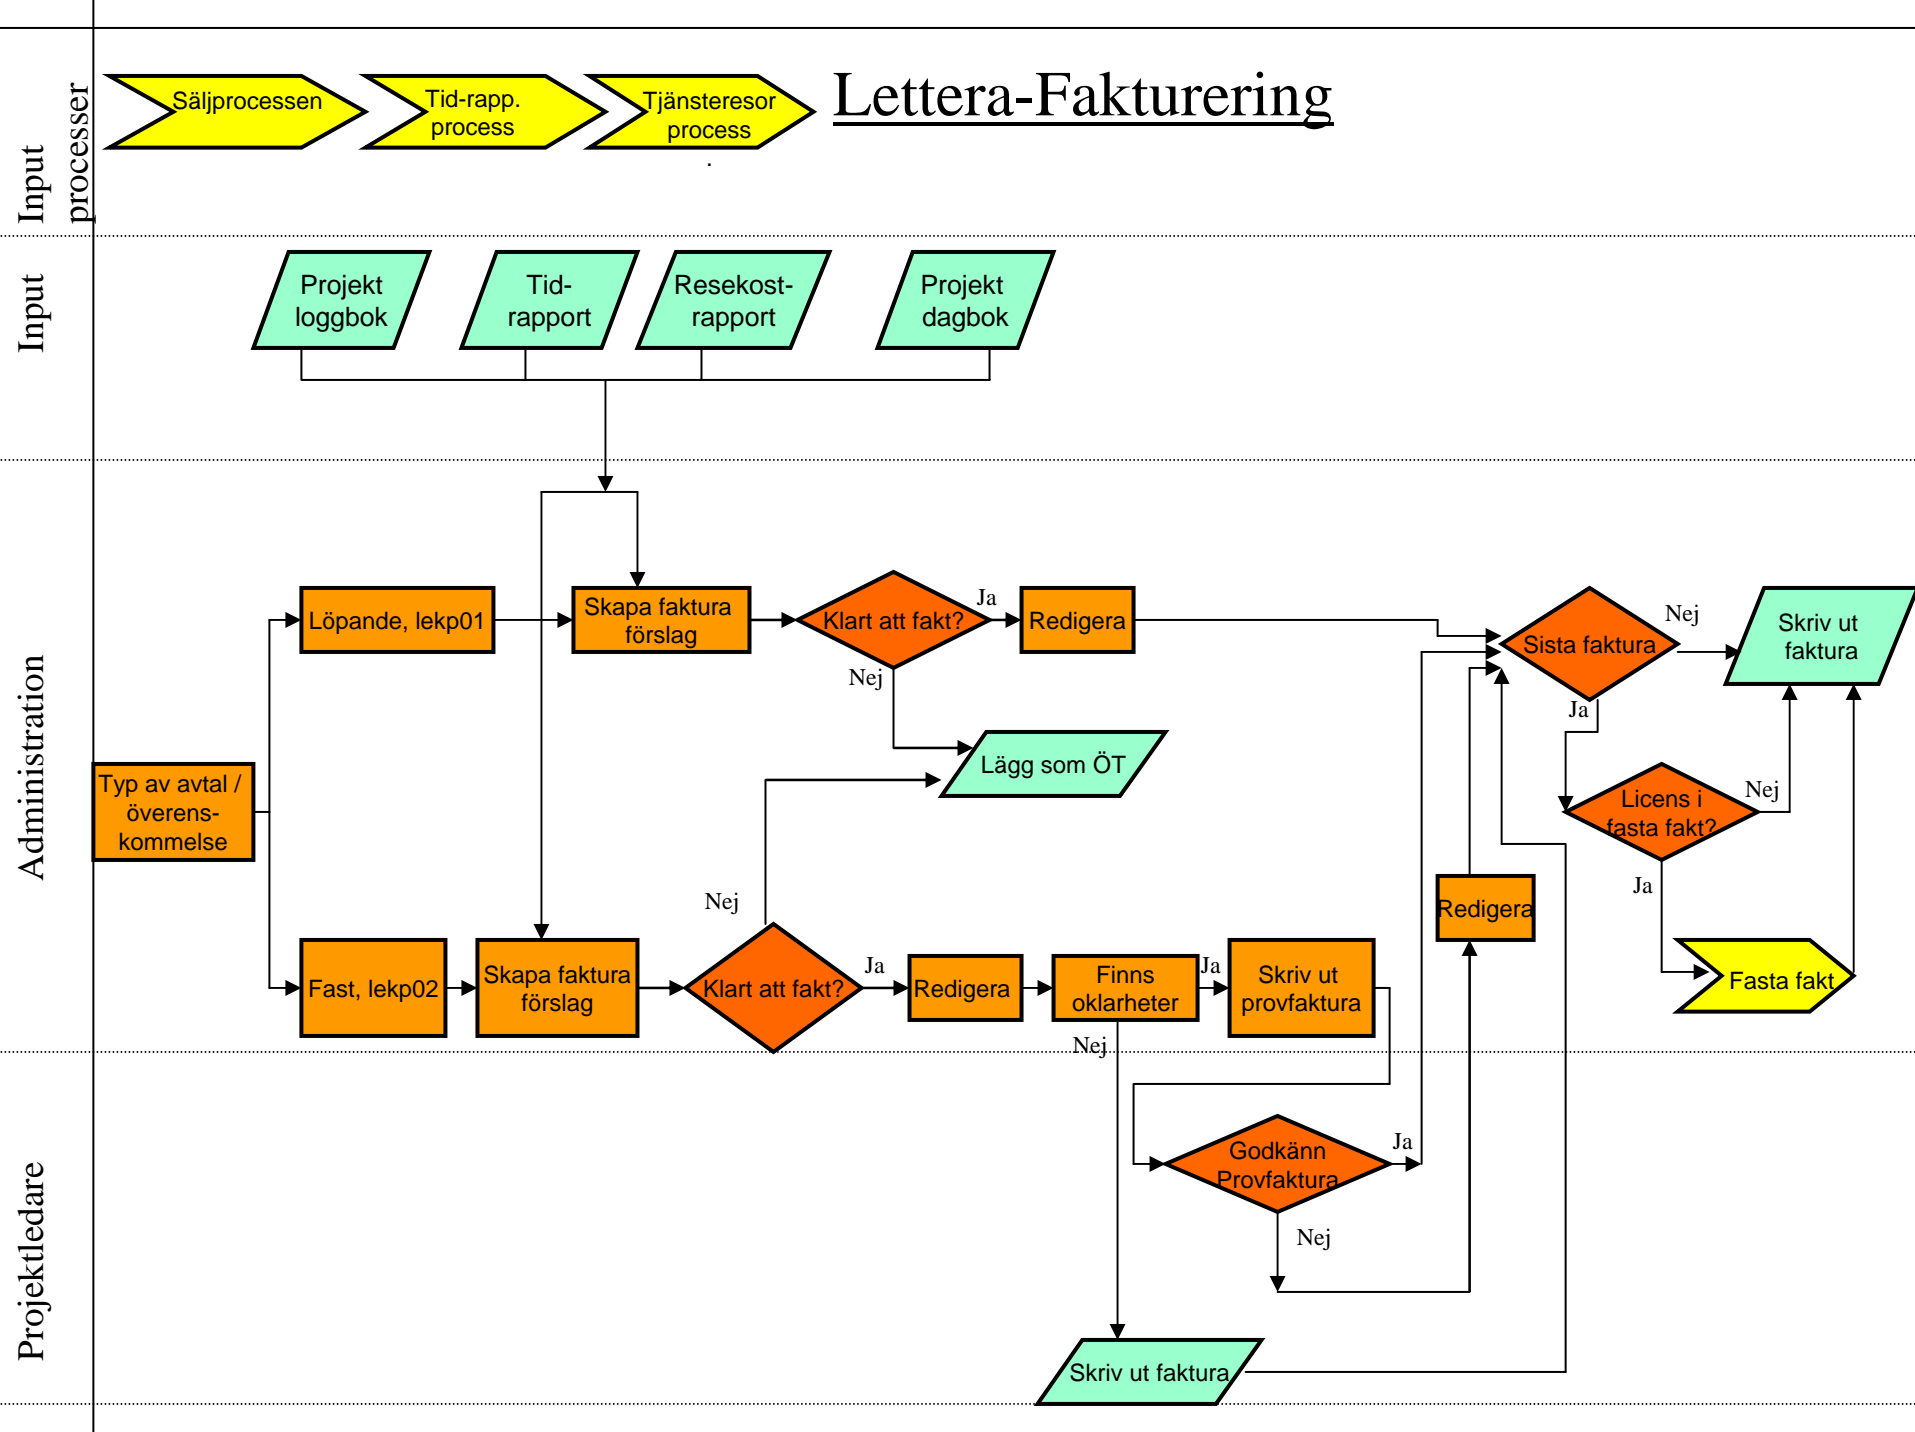 Lettera-Fakturering
Input
processer
Säljprocessen
Tid-rapp.
process
Tjänsteresor
process
.
Input
Projekt
loggbok
Tid-
rapport
Resekost-
rapport
Projekt
dagbok
Administration
Typ av avtal /
överens-
kommelse
Löpande, lekp01
Skapa faktura
förslag
Klart att fakt?
Ja
Nej
Redigera
Sista faktura
Nej
Ja
Skriv ut
faktura
Lägg som ÖT
Licens i
fasta fakt?
Nej
Ja
Fasta fakt
Fast, lekp02
Skapa faktura
förslag
Nej
Klart att fakt?
Ja
Redigera
Finns
oklarheter
Ja
Nej
Skriv ut
provfaktura
Redigera
Projektledare
Godkänn
Provfaktura
Ja
Nej
Skriv ut faktura